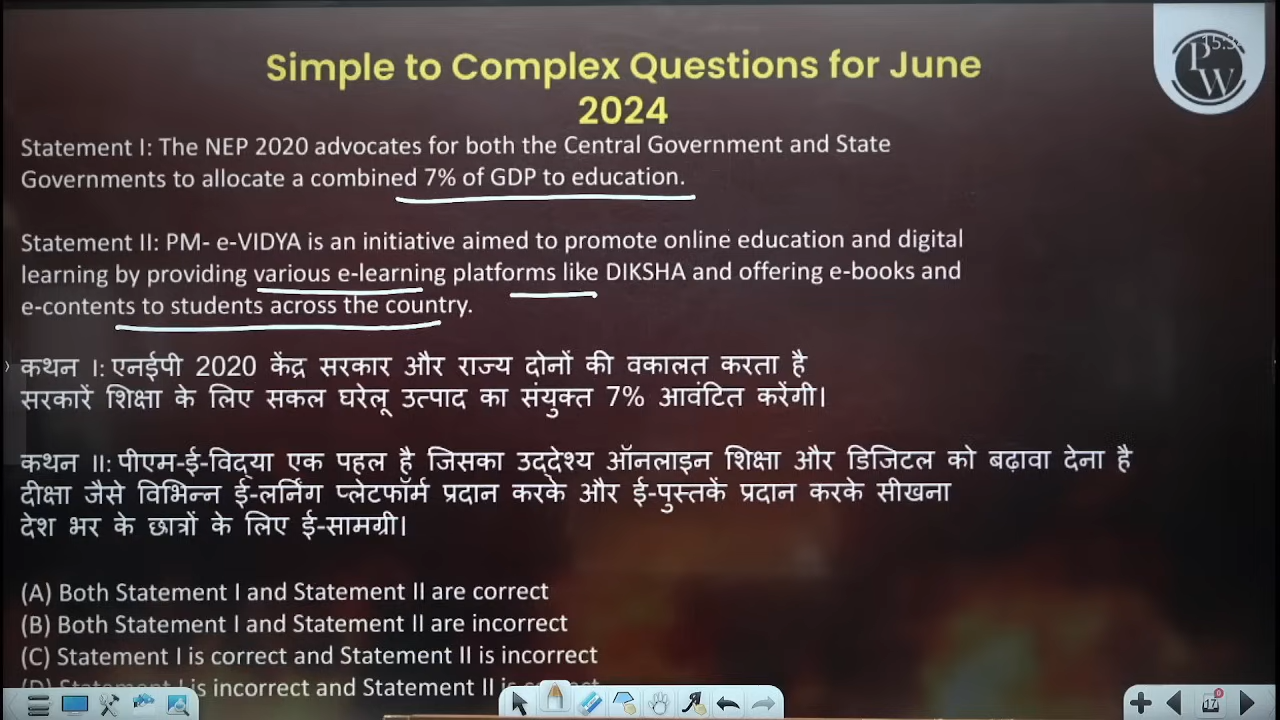 Simple to Complex Questions for June
2024
Statement I: The NEP 2020 advocates for both the Central Government and State
Governments to allocate a combined 7% of GDP to education.
Statement II: PM- e-VIDYA is an initiative aimed to promote online education and digital
learning by providing various e-learning platforms like DIKSHA and offering e-books and
e-contents to students across the country.
कथन I: एनईपी 2020 केंद्र सरकार और राज्य दोनों की वकालत करता है
सरकारें शिक्षा के लिए सकल घरेलू उत्पाद का संयुक्त 7% आवंटित करेंगी।
कथन II: पीएम-ई-विद्या एक पहल है जिसका उद्देश्य ऑनलाइन शिक्षा और डिजिटल को बढ़ावा देना है
दीक्षा जैसे विभिन्न ई-लर्निंग प्लेटफॉर्म प्रदान करके और ई-पुस्तकें प्रदान करके सीखना
देश भर के छात्रों के लिए ई-सामग्री।
(A) Both Statement I and Statement II are correct
(B) Both Statement I and Statement II are incorrect
(C) Statement I is correct and Statement II is incorrect
(D) Statement I is incorrect and Statement II is
PW
17